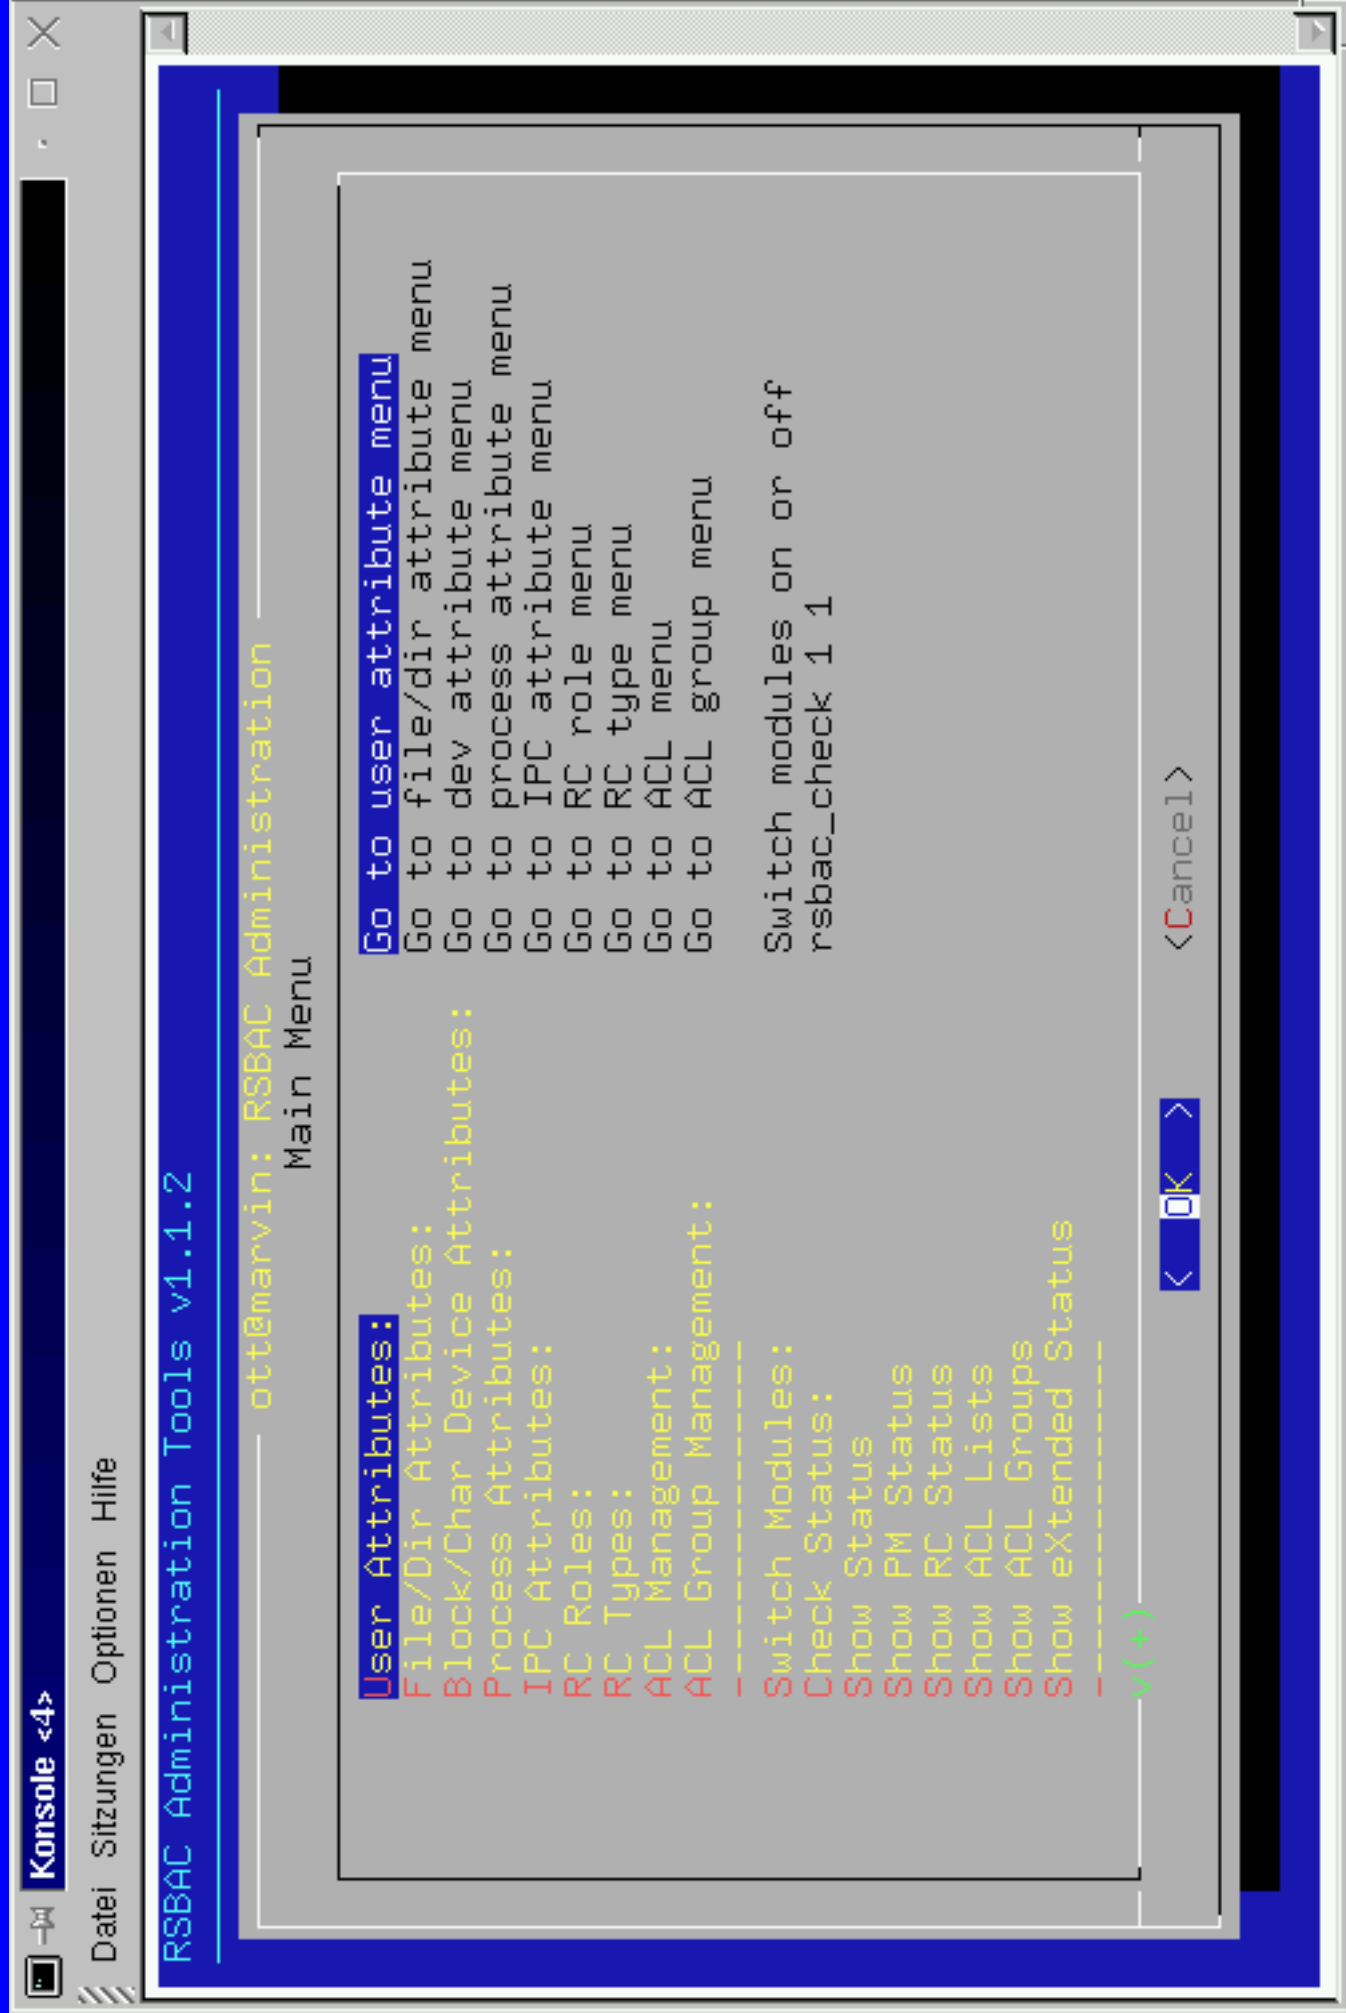 Konsole <4>
Datei Sitzungen Optionen Hilfe
RSBAC Administration Tools v1.1.2
ott@marvin: RSBAC Administration
Main Menu
User Attributes: Go to user attribute menu
File/Dir Attributes: Go to file/dir attribute menu
Block/Char Device Attributes: Go to dev attribute menu
Process Attributes: Go to process attribute menu
IPC Attributes: Go to IPC attribute menu
RC Roles: Go to RC role menu
RC Types: Go to RC type menu
ACL Management: Go to ACL menu
ACL Group Management: Go to ACL group menu
---------------
Switch Modules: Switch modules on or off
Check Status: rsbac_check 1 1
Show Status
Show PM Status
Show RC Status
Show ACL Lists
Show ACL Groups
Show eXtended Status
---------------
v(+)
< OK > <Cancel>